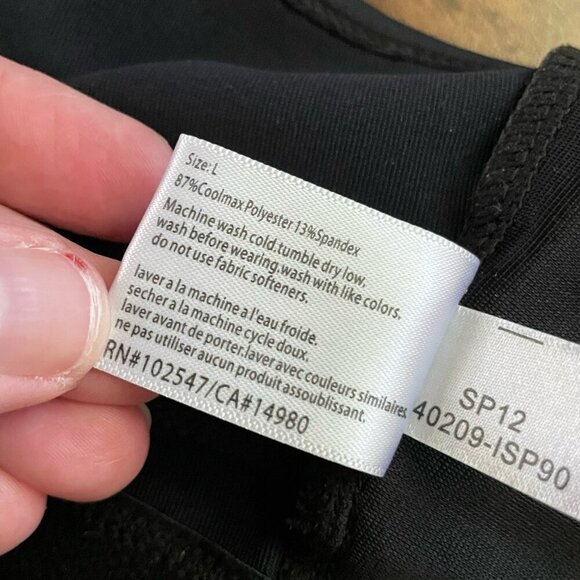 Size: L
87%Coolmax.Polyester 13%Spandex
Machine wash cold.tumble dry low,
wash before wearing.wash with like colors.
do not use fabric softeners.
laver a la machine a l'eau froide.
secher a la machine cycle doux.
laver avant de porter.laver avec couleurs similaires
ne pas utiliser aucun produit assoublissant.
RN#102547/CA#14980
SP12
40209-ISP90